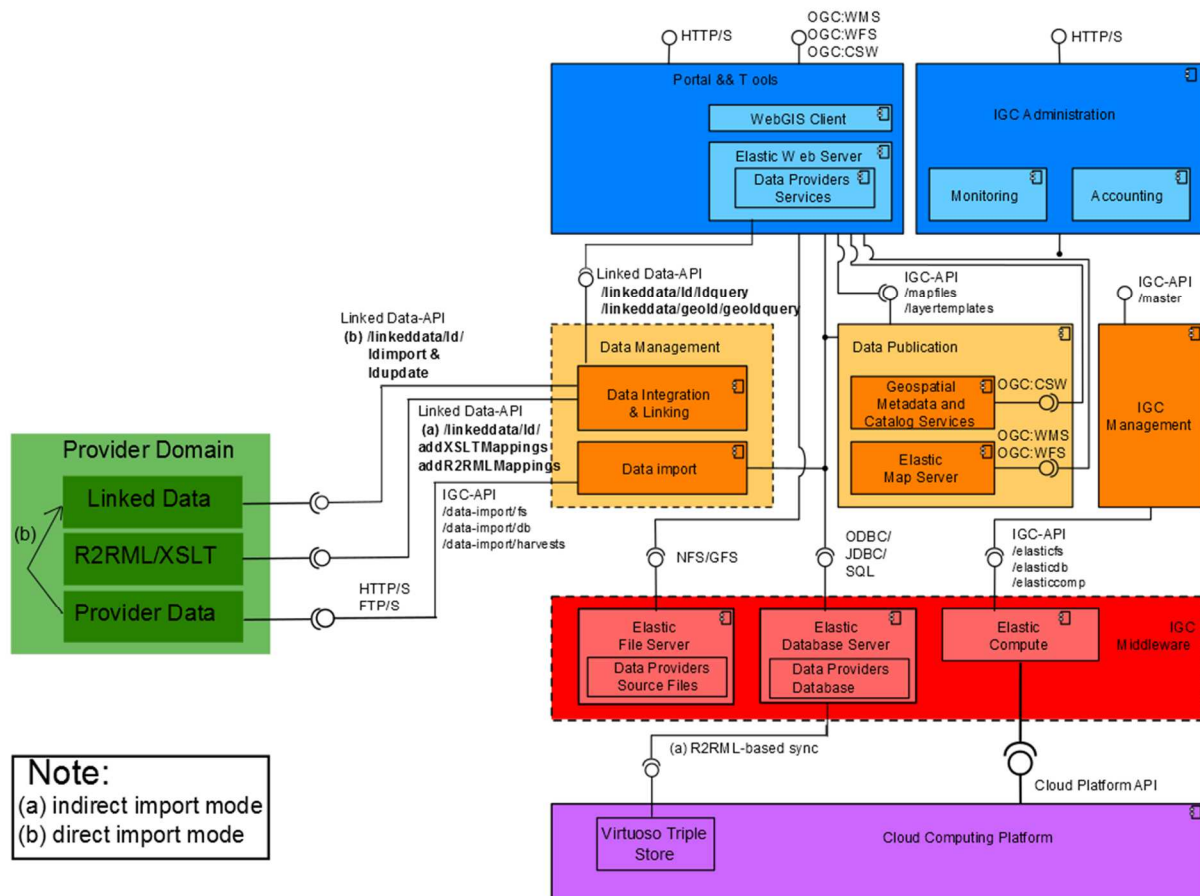 HTTP/S
OGC:WMS
OGC:WFS
OGC:CSW
HTTP/S
Portal && T ools
WebGIS Client
Elastic W eb Server
Data Providers
Services
IGC Administration
Monitoring
Accounting
Linked Data-API
/linkeddata/ld/ldquery
/linkeddata/geold/geoldquery
IGC-API
/mapfiles
/layertemplates
IGC-API
/master
Linked Data-API
(b) /linkeddata/ld/
ldimport &
ldupdate
Data Management
Data Integration
& Linking
Data import
Data Publication
Geospatial
Metadata and
Catalog Services
OGC:CSW
Elastic
Map Server
OGC:WMS
OGC:WFS
IGC
Management
Linked Data-API
(a) /linkeddata/ld/
addXSLTMappings
addR2RMLMappings
IGC-API
/data-import/fs
/data-import/db
/data-import/harvests
Provider Domain
Linked Data
(b)
R2RML/XSLT
Provider Data
HTTP/S
FTP/S
NFS/GFS
ODBC/
JDBC/
SQL
IGC-API
/elasticfs
/elasticdb
/elasticcomp
Elastic
File Server
Data Providers
Source Files
Elastic
Database Server
Data Providers
Database
Elastic
Compute
IGC
Middleware
(a) R2RML-based sync
Cloud Platform API
Note:
(a) indirect import mode
(b) direct import mode
Virtuoso Triple
Store
Cloud Computing Platform